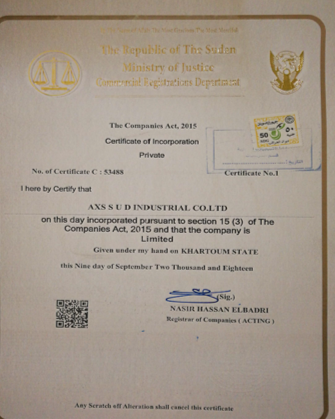 The Republic of The Sudan
Ministry of Justice
Commercial Registrations Department
The Companies Act, 2015
Certificate of Incorporation
Private
50
No. of Certificate C : 53488
Certificate No.1
I here by Certify that
AXS S U D INDUSTRIAL CO.LTD
on this day incorporated pursuant to section 15 (3) of The
Companies Act, 2015 and that the company is
Limited
Given under my hand on KHARTOUM STATE
this Nine day of September Two Thousand and Eighteen
(Sig.)
NASIR HASSAN ELBADRI
Registrar of Companies ( ACTING )
Any Scratch off Alteration shall cancel this certificate